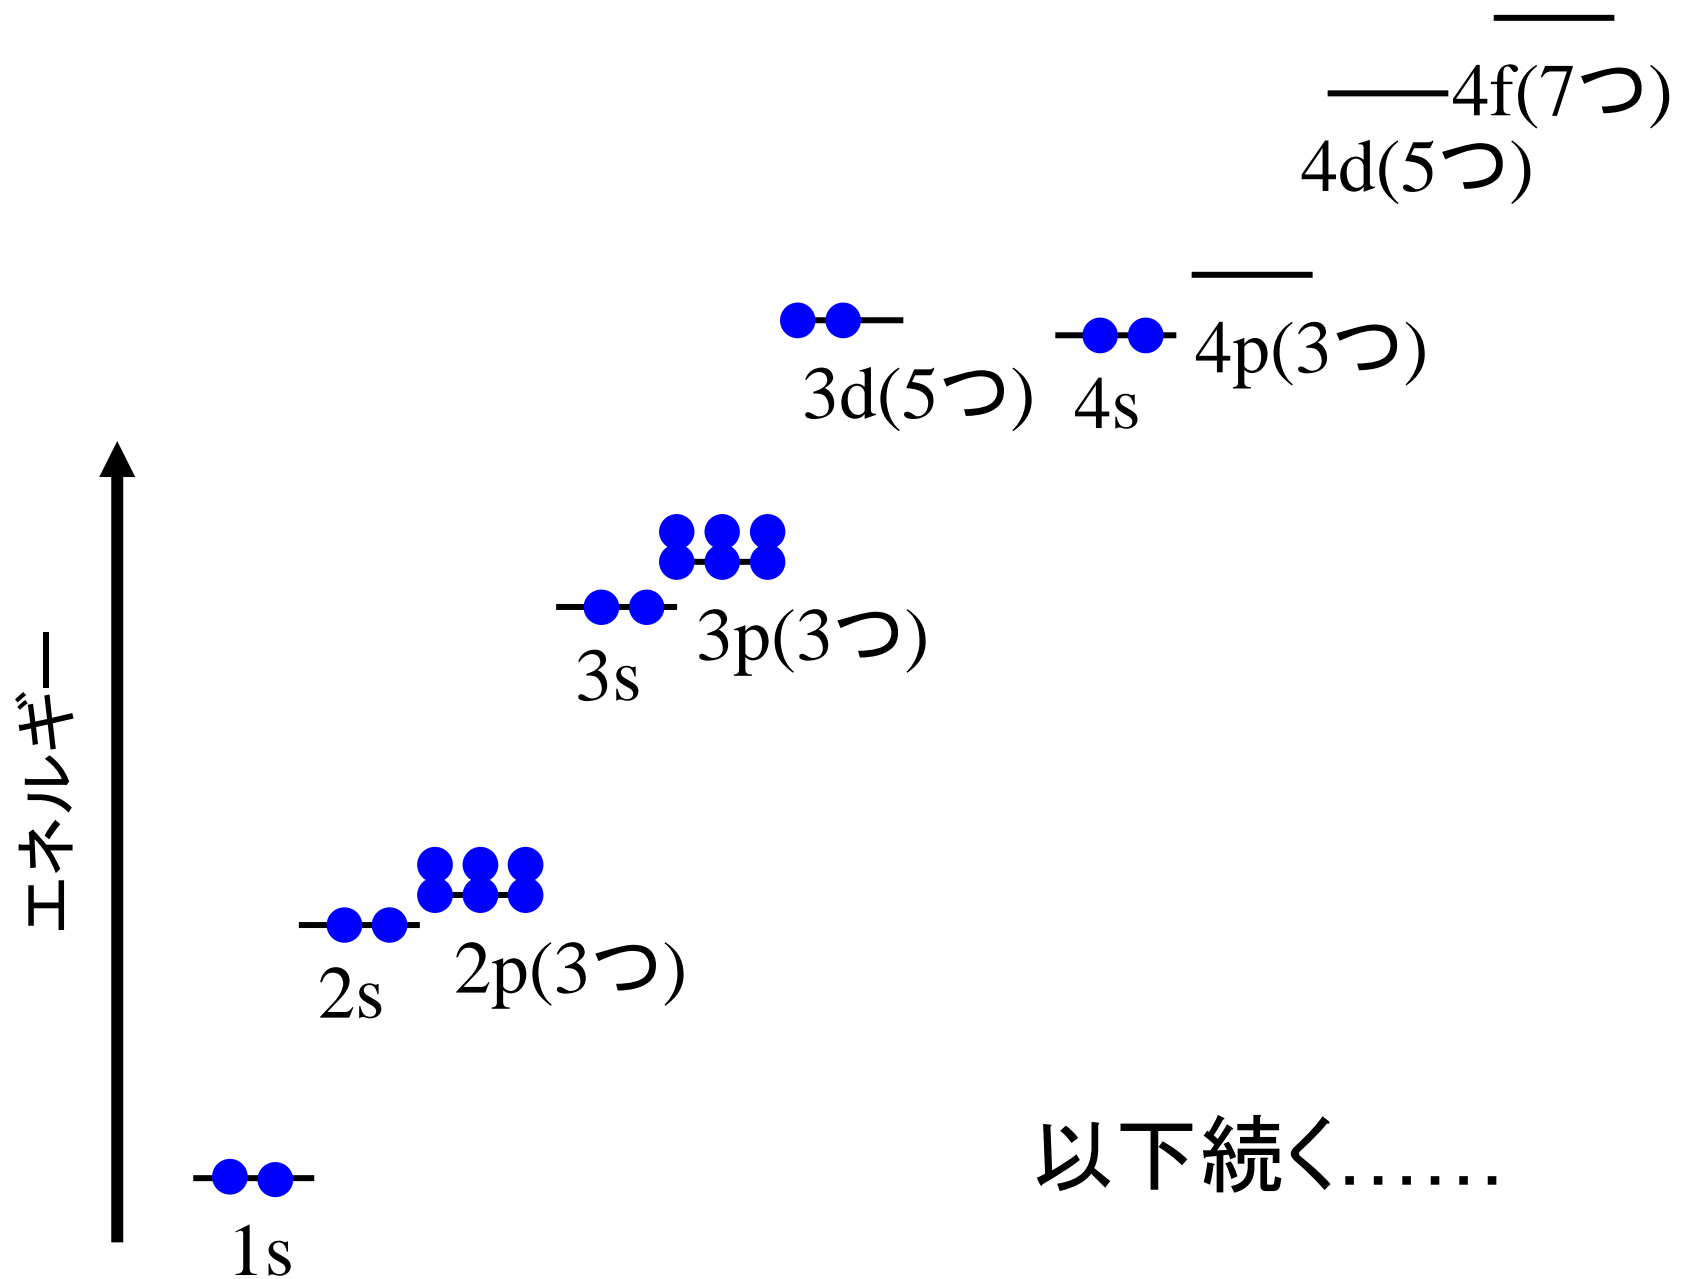 4f(7つ)
4d(5つ)
4p(3つ)
3d(5つ)
4s
3p(3つ)
3s
エネルギー
2p(3つ)
2s
以下続く……
1s